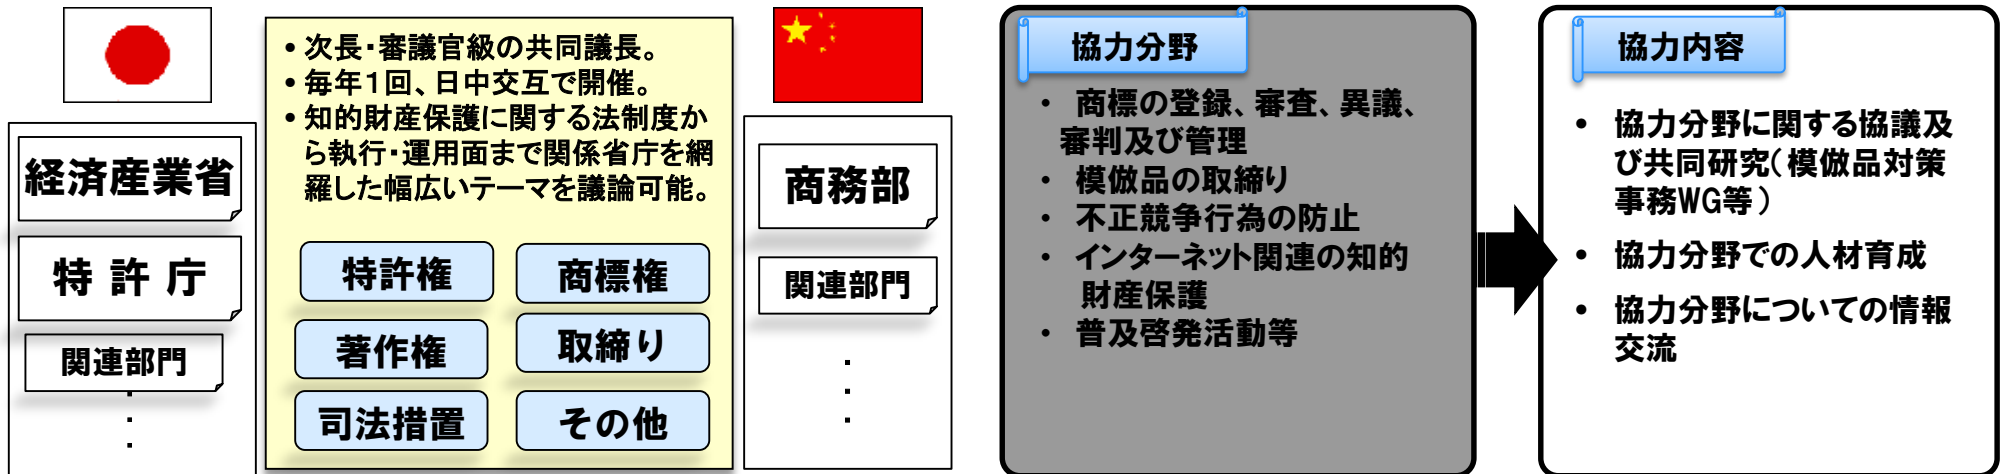 経済産業省
特 許 庁
関連部門
・
・
・
• 次長・審議官級の共同議長。
• 毎年１回、日中交互で開催。
• 知的財産保護に関する法制度か
ら執行・運用面まで関係省庁を網
羅した幅広いテーマを議論可能。
特許権
商標権
著作権
取締り
司法措置
その他
商務部
関連部門
・
・
・
協力分野
・ 商標の登録、審査、異議、
審判及び管理
・ 模倣品の取締り
・ 不正競争行為の防止
・ インターネット関連の知的
財産保護
・ 普及啓発活動等
協力内容
• 協力分野に関する協議及
び共同研究（模倣品対策
事務WG等）
• 協力分野での人材育成
• 協力分野についての情報
交流